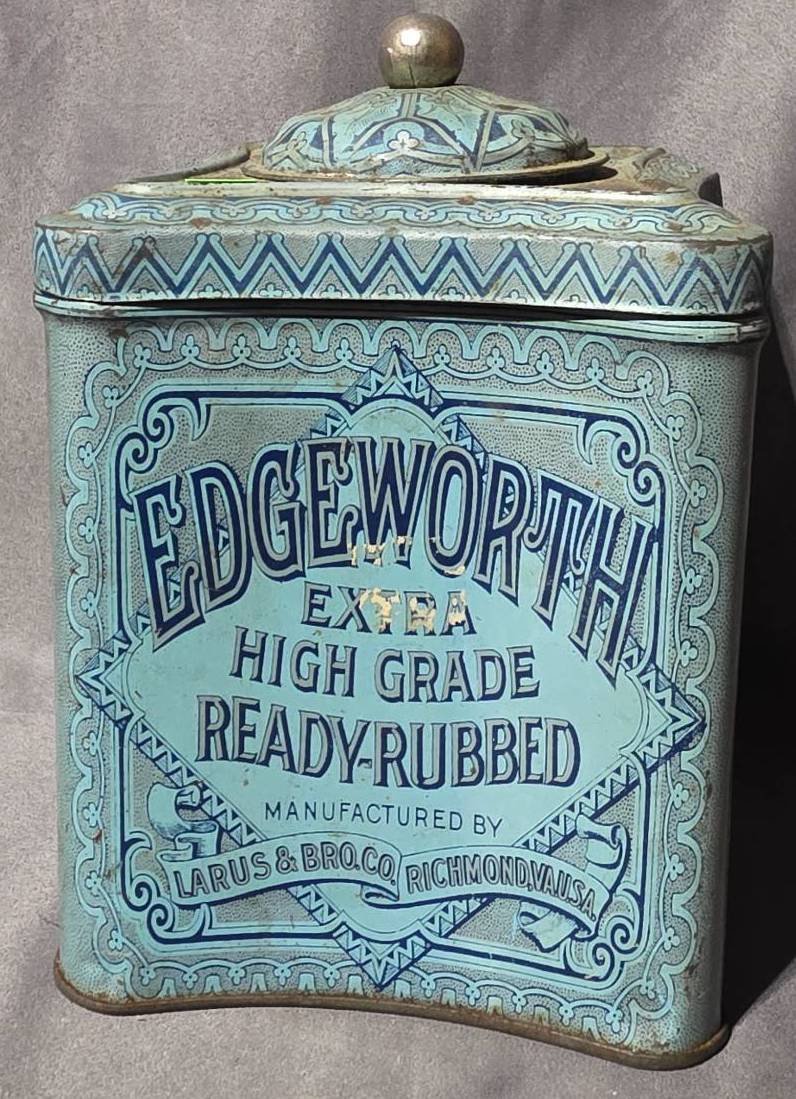 EDGEWORTH
EXTRA
HIGH GRADE
READY-RUBBED
MANUFACTURED BY
LARUS & BRO. CO. RICHMOND, VA. U.S.A.